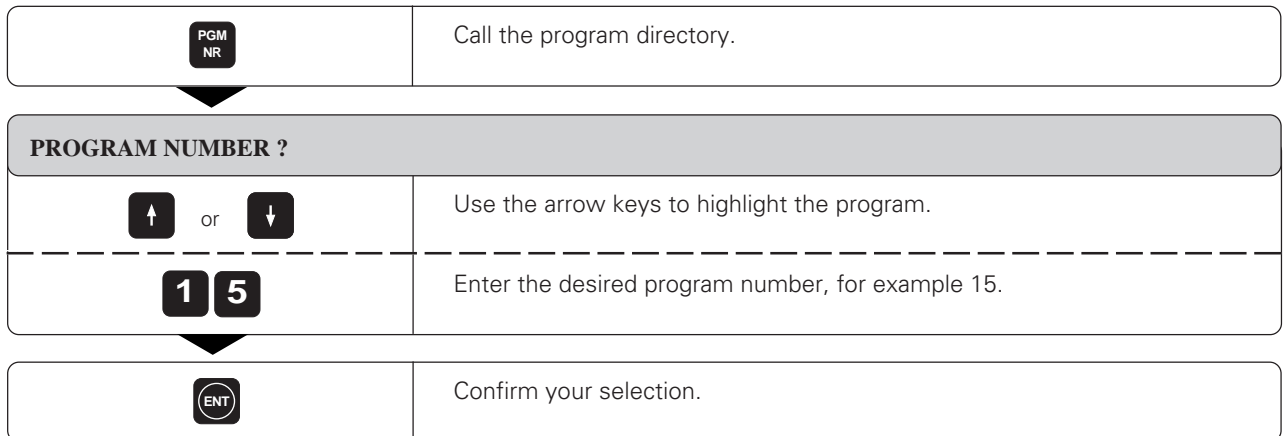 PGM
NR
Call the program directory.
PROGRAM NUMBER ?
or
Use the arrow keys to highlight the program.
1 5
Enter the desired program number, for example 15.
ENT
Confirm your selection.